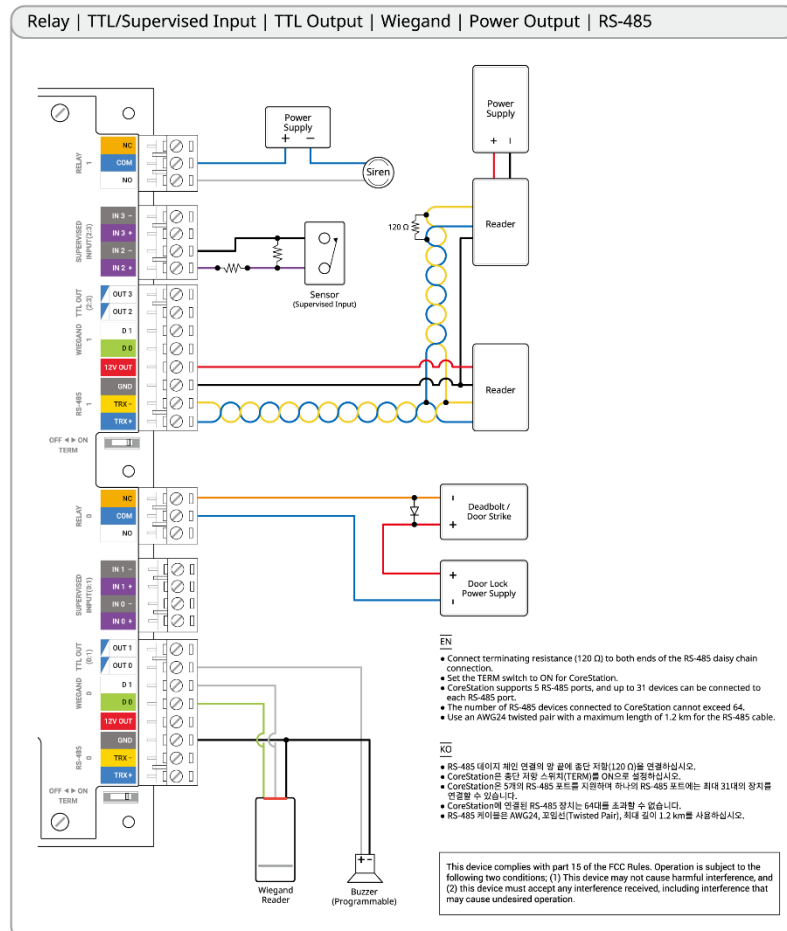 Relay | TTL/Supervised Input | TTL Output | Wiegand | Power Output | RS-485
Power
Supply
+ −
Siren
Power
Supply
+ −
Reader
120 Ω
Sensor
(Supervised Input)
Reader
RELAY
1
NC
COM
NO
SUPERVISED
INPUT(2:3)
IN 3 −
IN 3 +
IN 2 −
IN 2 +
TTL OUT
(2:3)
OUT 3
OUT 2
WIEGAND
1
D 1
D 0
12V OUT
GND
RS-485
1
TRX −
TRX +
OFF ◄ ► ON
TERM
RELAY
0
NC
COM
NO
−
Deadbolt /
Door Strike
+
+
Door Lock
Power Supply
−
SUPERVISED
INPUT(0:1)
IN 1 −
IN 1 +
IN 0 −
IN 0 +
TTL OUT
(0:1)
OUT 1
OUT 0
WIEGAND
0
D 1
D 0
12V OUT
GND
RS-485
0
TRX −
TRX +
OFF ◄ ► ON
TERM
Wiegand
Reader
+ −
Buzzer
(Programmable)
EN
• Connect terminating resistance (120 Ω) to both ends of the RS-485 daisy chain
connection.
• Set the TERM switch to ON for CoreStation.
• CoreStation supports 5 RS-485 ports, and up to 31 devices can be connected to
each RS-485 port.
• The number of RS-485 devices connected to CoreStation cannot exceed 64.
• Use an AWG24 twisted pair with a maximum length of 1.2 km for the RS-485 cable.
KO
• RS-485 데이지 체인 연결의 양 끝에 종단 저항(120 Ω)을 연결하십시오.
• CoreStation은 종단 저항 스위치(TERM)를 ON으로 설정하십시오.
• CoreStation은 5개의 RS-485 포트를 지원하며 하나의 RS-485 포트에는 최대 31대의 장치를
연결할 수 있습니다.
• CoreStation에 연결된 RS-485 장치는 64대를 초과할 수 없습니다.
• RS-485 케이블은 AWG24, 꼬임선(Twisted Pair), 최대 길이 1.2 km를 사용하십시오.
This device complies with part 15 of the FCC Rules. Operation is subject to the
following two conditions; (1) This device may not cause harmful interference, and
(2) this device must accept any interference received, including interference that
may cause undesired operation.